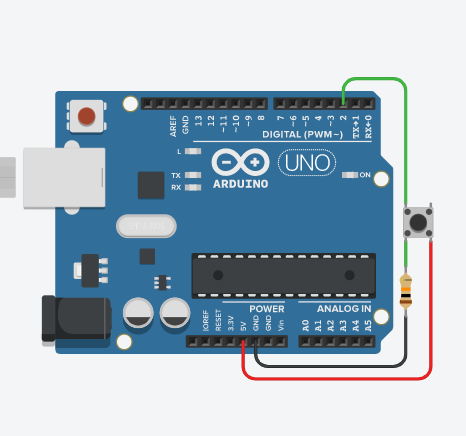 AREF
GND
13
12
~11
~10
~9
8
7
~6
~5
4
~3
2
TX→1
RX←0
DIGITAL (PWM~)
L
TX
RX
UNO
ARDUINO
ON
POWER
ANALOG IN
IOREF
RESET
3.3V
5V
GND
GND
Vin
A0
A1
A2
A3
A4
A5